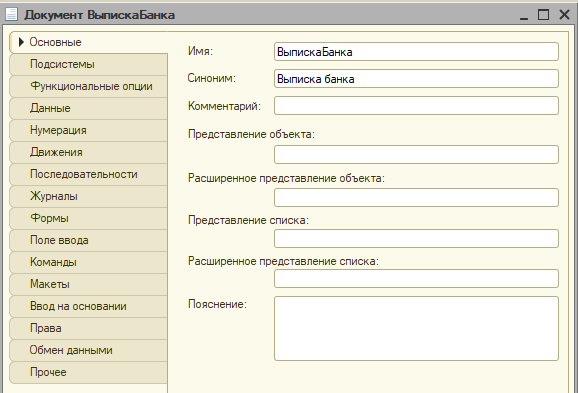 Документ ВыпискаБанка
Основные
Подсистемы
Функциональные опции
Данные
Нумерация
Движения
Последовательности
Журналы
Формы
Поле ввода
Команды
Макеты
Ввод на основании
Права
Обмен данными
Прочее
Имя: ВыпискаБанка
Синоним: Выписка банка
Комментарий:
Представление объекта:
Расширенное представление объекта:
Представление списка:
Расширенное представление списка:
Пояснение: